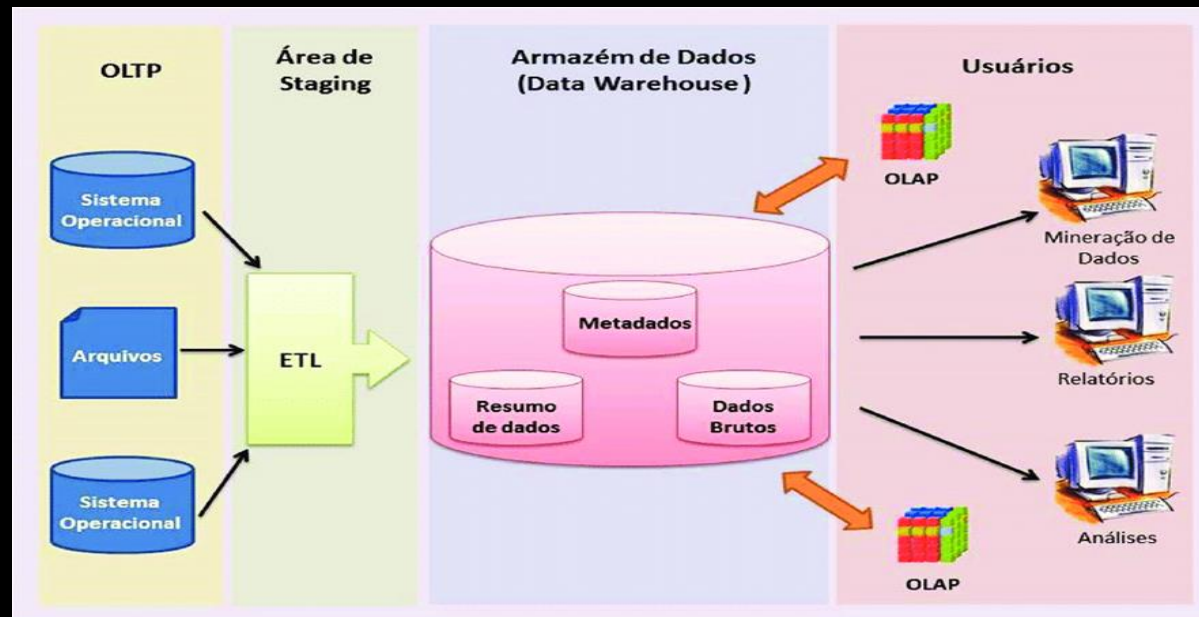 OLTP
Sistema
Operacional
Arquivos
Sistema
Operacional
Área de
Staging
ETL
Armazém de Dados
(Data Warehouse)
Metadados
Resumo
de dados
Dados
Brutos
Usuários
OLAP
Mineração de
Dados
Relatórios
Análises
OLAP